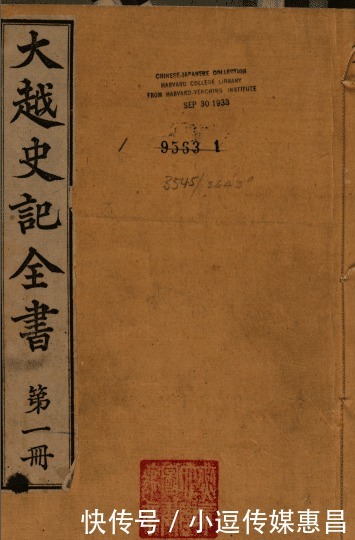 大越史記全書 第一冊
CHINESE-JAPANESE COLLECTION
HARVARD COLLEGE LIBRARY
FROM HARVARD-YENCHING INSTITUTE
SEP 30 1933
9563 1
快传号 / 小逗传媒惠昌